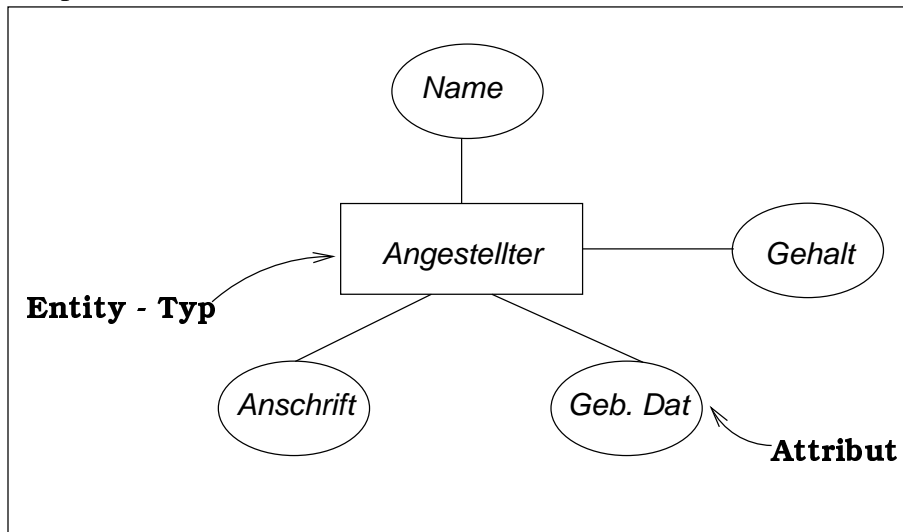 Name
Angestellter
Gehalt
Entity - Typ
Anschrift
Geb. Dat
Attribut